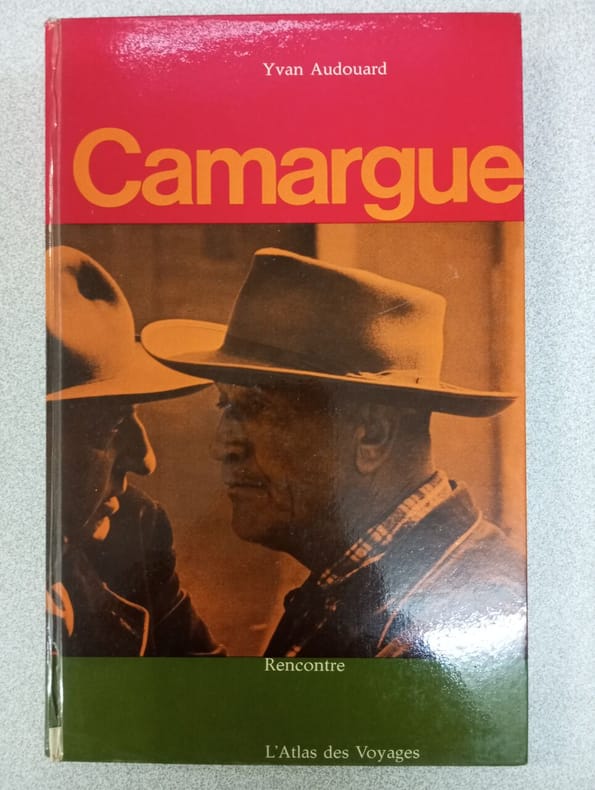 Yvan Audouard
Camargue
Rencontre
L'Atlas des Voyages